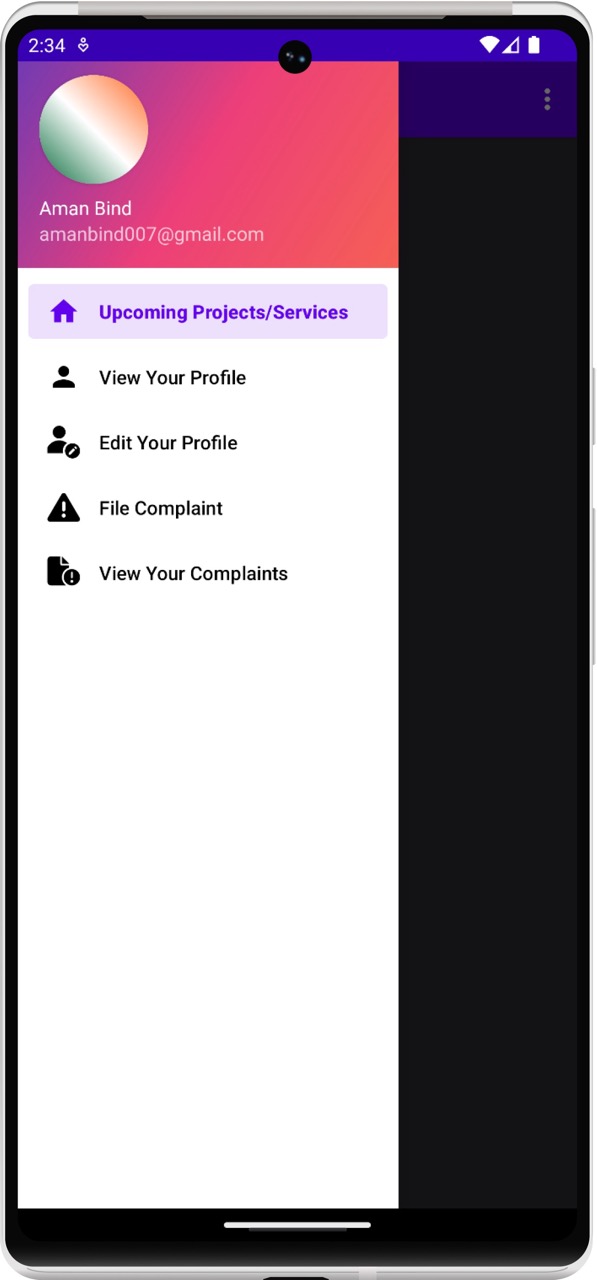 2:34
Aman Bind
amanbind007@gmail.com
Upcoming Projects/Services
View Your Profile
Edit Your Profile
File Complaint
View Your Complaints